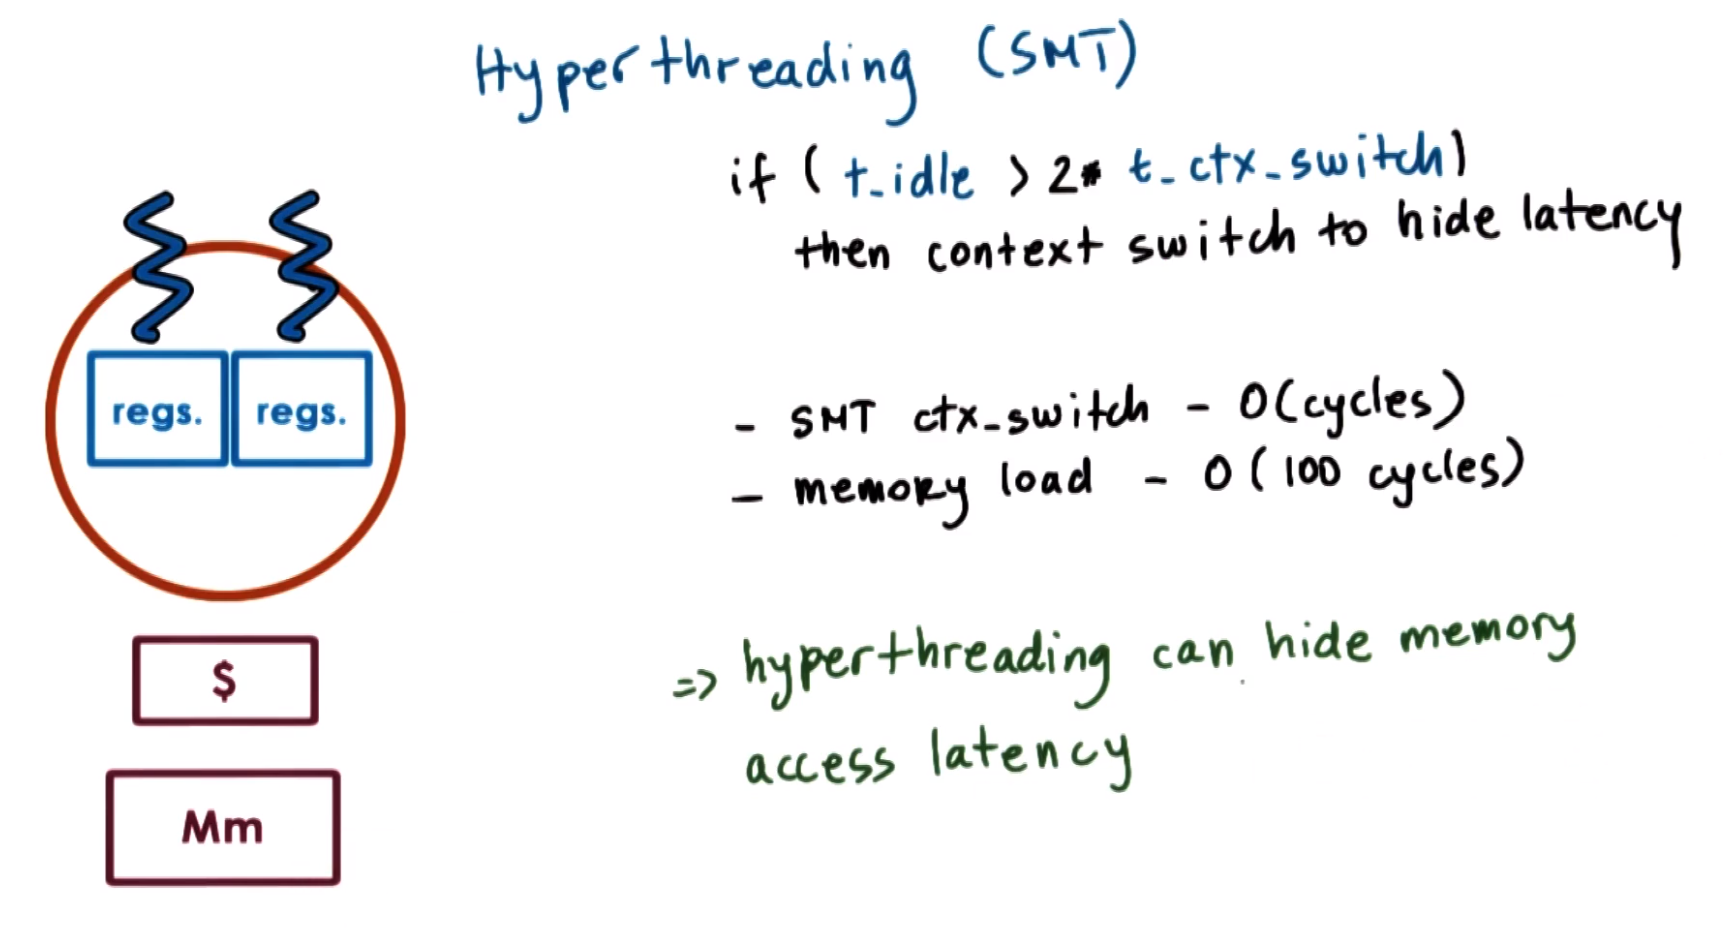 Hyperthreading (SMT)
if (t_idle > 2* t_ctx_switch)
then context switch to hide latency
regs. regs.
- SMT ctx_switch - O(cycles)
- memory load - O(100 cycles)
=> hyperthreading can hide memory
access latency
$
Mm